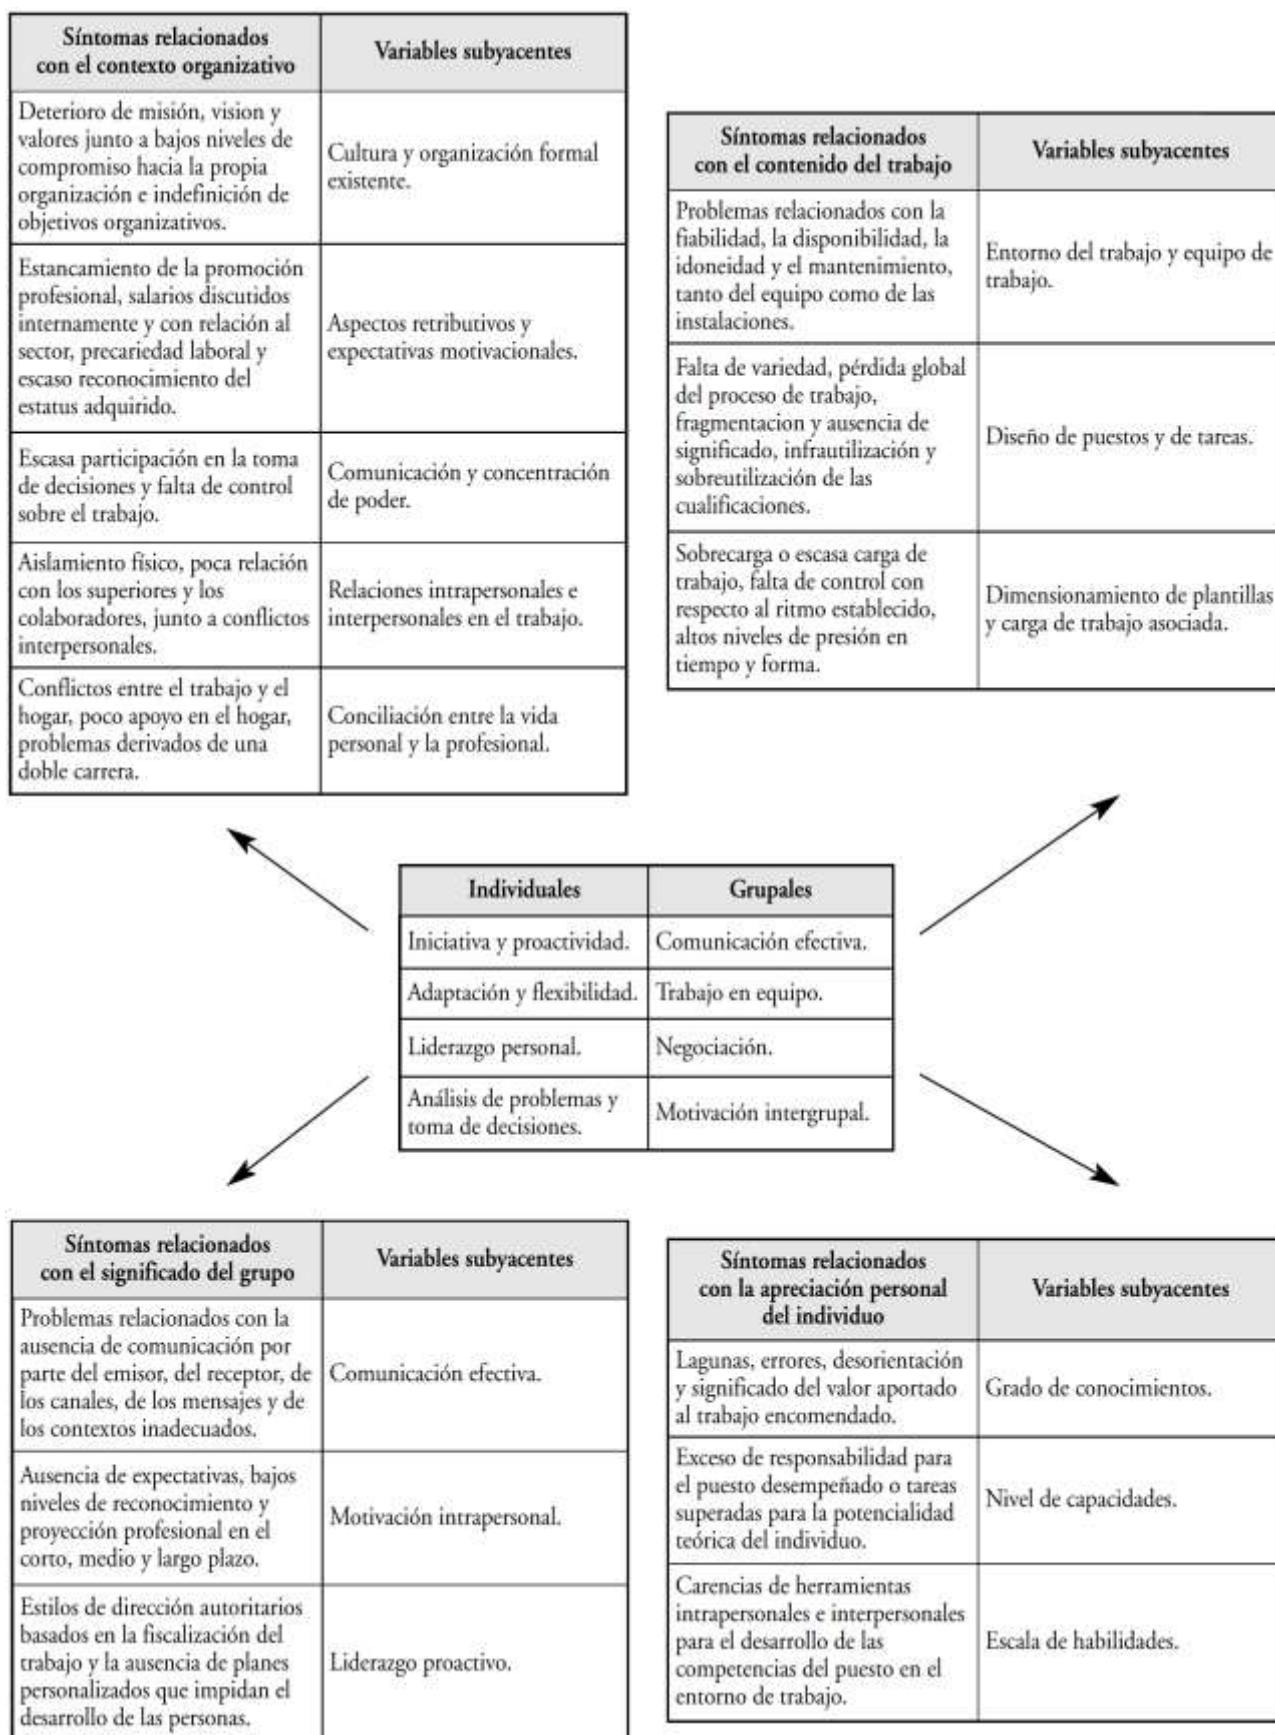 Síntomas relacionados
con el contexto organizativo
Variables subyacentes
Deterioro de misión, vision y
valores junto a bajos niveles de
compromiso hacia la propia
organización e indefinición de
objetivos organizativos.
Cultura y organización formal
existente.
Estancamiento de la promoción
profesional, salarios discutidos
internamente y con relación al
sector, precariedad laboral y
escaso reconocimiento del
estatus adquirido.
Aspectos retributivos y
expectativas motivacionales.
Escasa participación en la toma
de decisiones y falta de control
sobre el trabajo.
Comunicación y concentración
de poder.
Aislamiento físico, poca relación
con los superiores y los
colaboradores, junto a conflictos
interpersonales.
Relaciones intrapersonales e
interpersonales en el trabajo.
Conflictos entre el trabajo y el
hogar, poco apoyo en el hogar,
problemas derivados de una
doble carrera.
Conciliación entre la vida
personal y la profesional.
Síntomas relacionados
con el contenido del trabajo
Variables subyacentes
Problemas relacionados con la
fiabilidad, la disponibilidad, la
idoneidad y el mantenimiento,
tanto del equipo como de las
instalaciones.
Entorno del trabajo y equipo de
trabajo.
Falta de variedad, pérdida global
del proceso de trabajo,
fragmentacion y ausencia de
significado, infrautilización y
sobreutilización de las
cualificaciones.
Diseño de puestos y de tareas.
Sobrecarga o escasa carga de
trabajo, falta de control con
respecto al ritmo establecido,
altos niveles de presión en
tiempo y forma.
Dimensionamiento de plantillas
y carga de trabajo asociada.
Individuales
Grupales
Iniciativa y proactividad.
Comunicación efectiva.
Adaptación y flexibilidad.
Trabajo en equipo.
Liderazgo personal.
Negociación.
Análisis de problemas y
toma de decisiones.
Motivación intergrupal.
Síntomas relacionados
con el significado del grupo
Variables subyacentes
Problemas relacionados con la
ausencia de comunicación por
parte del emisor, del receptor, de
los canales, de los mensajes y de
los contextos inadecuados.
Comunicación efectiva.
Ausencia de expectativas, bajos
niveles de reconocimiento y
proyección profesional en el
corto, medio y largo plazo.
Motivación intrapersonal.
Estilos de dirección autoritarios
basados en la fiscalización del
trabajo y la ausencia de planes
personalizados que impidan el
desarrollo de las personas.
Liderazgo proactivo.
Síntomas relacionados
con la apreciación personal
del individuo
Variables subyacentes
Lagunas, errores, desorientación
y significado del valor aportado
al trabajo encomendado.
Grado de conocimientos.
Exceso de responsabilidad para
el puesto desempeñado o tareas
superadas para la potencialidad
teórica del individuo.
Nivel de capacidades.
Carencias de herramientas
intrapersonales e interpersonales
para el desarrollo de las
competencias del puesto en el
entorno de trabajo.
Escala de habilidades.